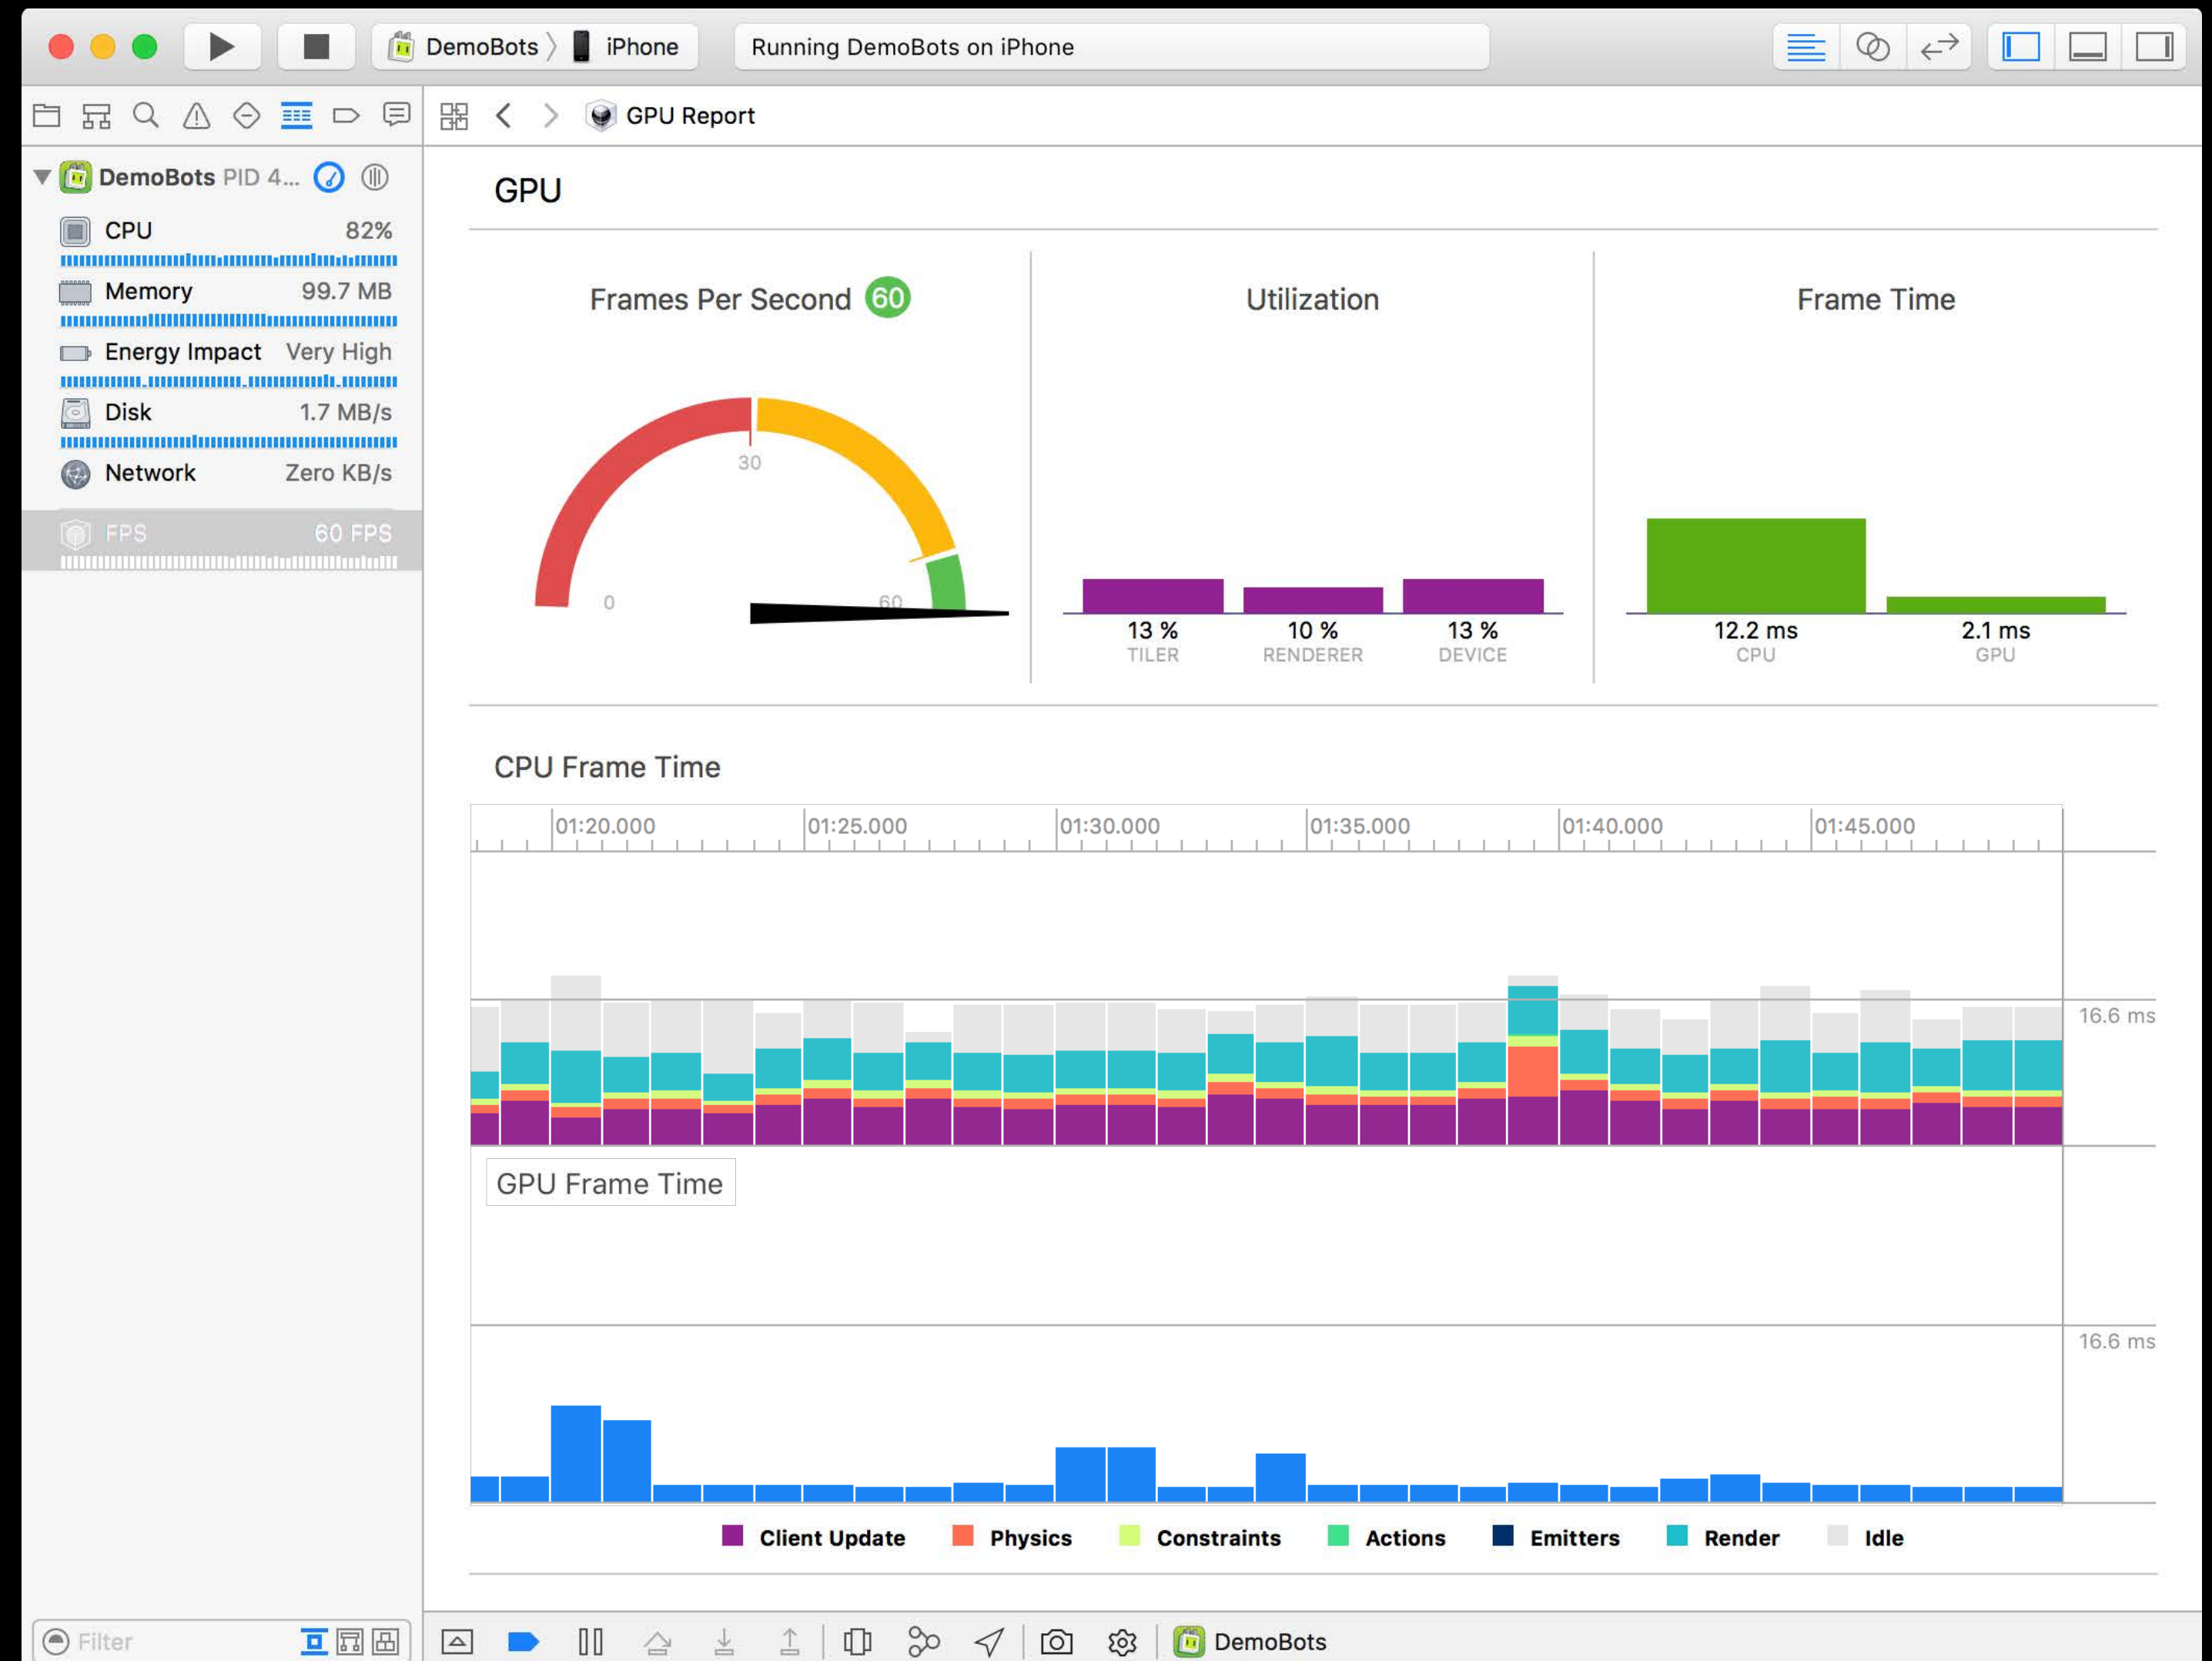 DemoBots
iPhone
Running DemoBots on iPhone
GPU Report
DemoBots PID 4...
CPU 82%
Memory 99.7 MB
Energy Impact Very High
Disk 1.7 MB/s
Network Zero KB/s
FPS 60 FPS
GPU
Frames Per Second 60
Utilization
Frame Time
30
0 60
13 % 10 % 13 %
TILER RENDERER DEVICE
12.2 ms 2.1 ms
CPU GPU
CPU Frame Time
01:20.000 01:25.000 01:30.000 01:35.000 01:40.000 01:45.000
16.6 ms
GPU Frame Time
16.6 ms
Client Update Physics Constraints Actions Emitters Render Idle
Filter
DemoBots